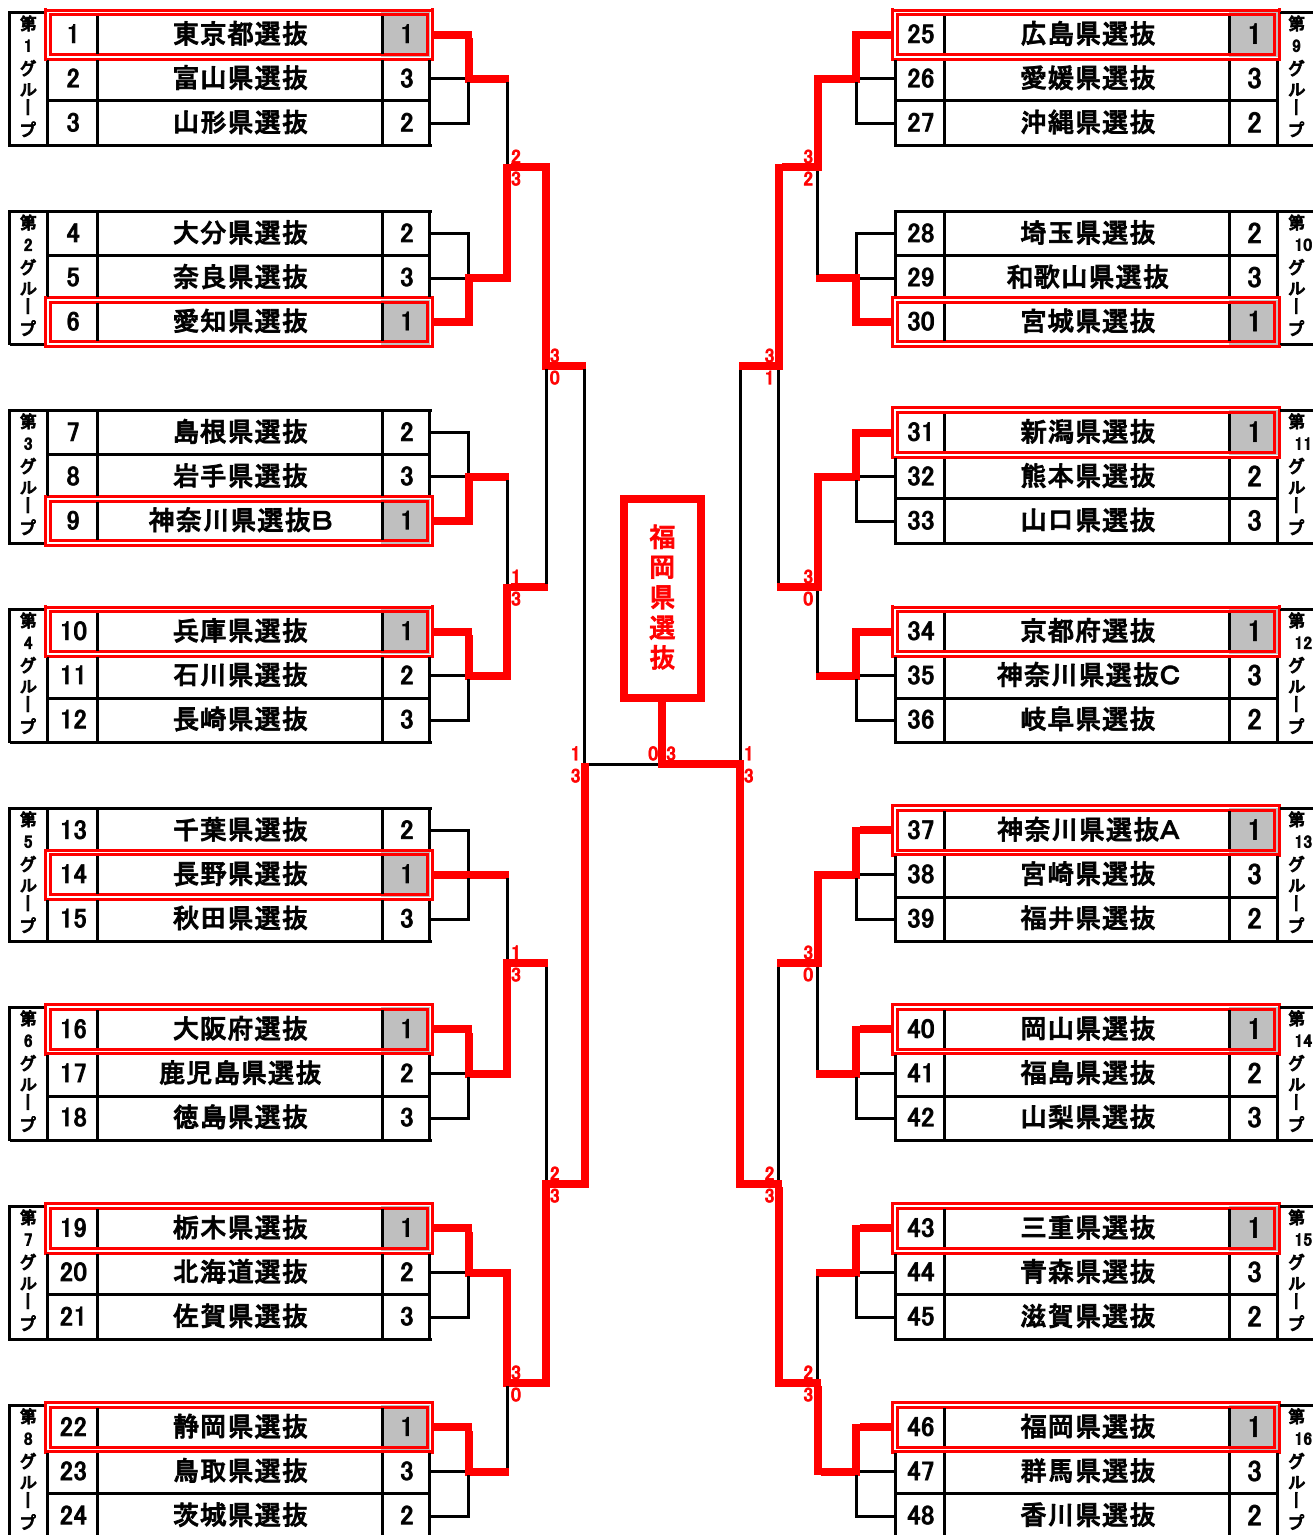 第1グループ
1 東京都選抜 1
2 富山県選抜 3
3 山形県選抜 2
2
3
第2グループ
4 大分県選抜 2
5 奈良県選抜 3
6 愛知県選抜 1
3
0
第3グループ
7 島根県選抜 2
8 岩手県選抜 3
9 神奈川県選抜B 1
1
3
第4グループ
10 兵庫県選抜 1
11 石川県選抜 2
12 長崎県選抜 3
1
3
第5グループ
13 千葉県選抜 2
14 長野県選抜 1
15 秋田県選抜 3
1
3
第6グループ
16 大阪府選抜 1
17 鹿児島県選抜 2
18 徳島県選抜 3
2
3
第7グループ
19 栃木県選抜 1
20 北海道選抜 2
21 佐賀県選抜 3
3
0
第8グループ
22 静岡県選抜 1
23 鳥取県選抜 3
24 茨城県選抜 2
福岡県選抜
0 3
第9グループ
25 広島県選抜 1
26 愛媛県選抜 3
27 沖縄県選抜 2
3
2
第10グループ
28 埼玉県選抜 2
29 和歌山県選抜 3
30 宮城県選抜 1
3
1
第11グループ
31 新潟県選抜 1
32 熊本県選抜 2
33 山口県選抜 3
3
0
第12グループ
34 京都府選抜 1
35 神奈川県選抜C 3
36 岐阜県選抜 2
1
3
第13グループ
37 神奈川県選抜A 1
38 宮崎県選抜 3
39 福井県選抜 2
3
0
第14グループ
40 岡山県選抜 1
41 福島県選抜 2
42 山梨県選抜 3
2
3
第15グループ
43 三重県選抜 1
44 青森県選抜 3
45 滋賀県選抜 2
2
3
第16グループ
46 福岡県選抜 1
47 群馬県選抜 3
48 香川県選抜 2